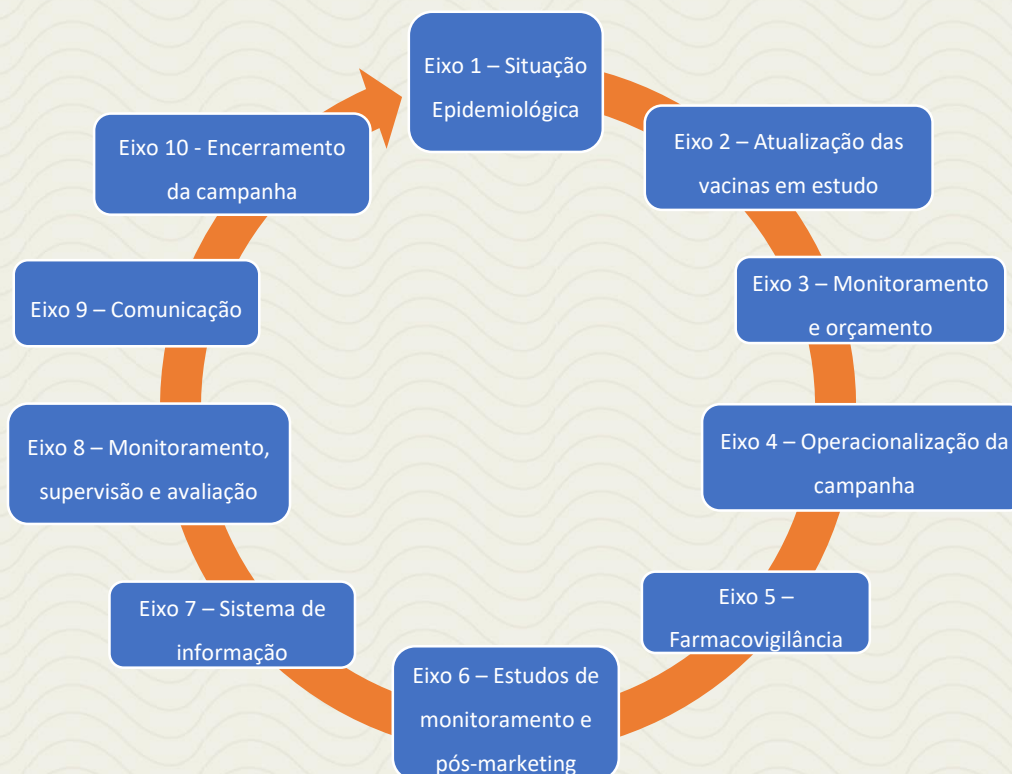 Eixo 1 – Situação
Epidemiológica
Eixo 2 – Atualização das
vacinas em estudo
Eixo 3 – Monitoramento
e orçamento
Eixo 4 – Operacionalização da
campanha
Eixo 5 –
Farmacovigilância
Eixo 6 – Estudos de
monitoramento e
pós-marketing
Eixo 7 – Sistema de
informação
Eixo 8 – Monitoramento,
supervisão e avaliação
Eixo 9 – Comunicação
Eixo 10 - Encerramento
da campanha